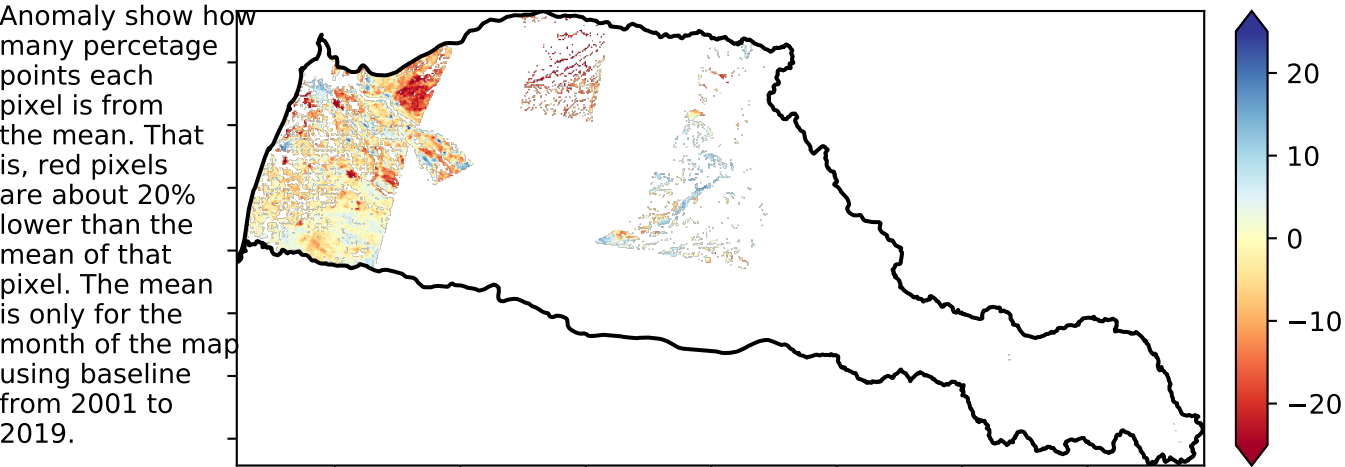 Anomaly show how
many percetage
points each
pixel is from
the mean. That
is, red pixels
are about 20%
lower than the
mean of that
pixel. The mean
is only for the
month of the map
using baseline
from 2001 to
2019.
20
10
0
−10
−20